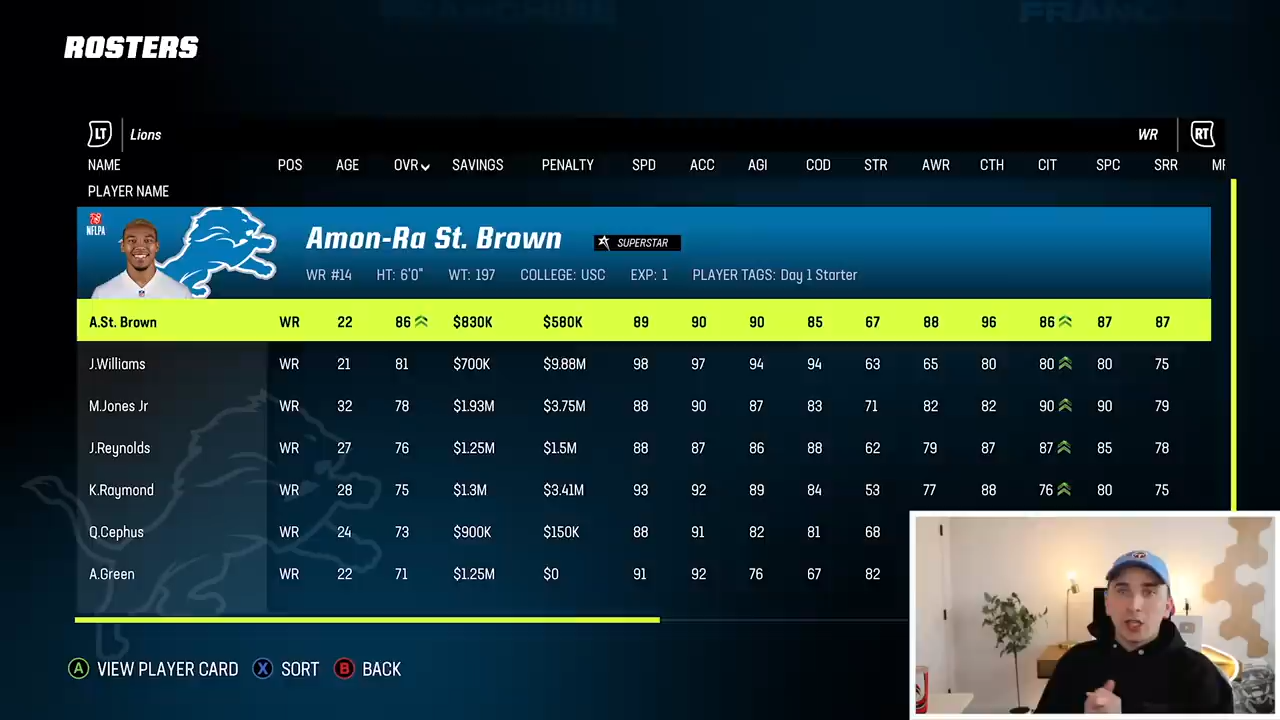 FRANCHISE
ROSTERS
LT Lions WR RT
NAME POS AGE OVR SAVINGS PENALTY SPD ACC AGI COD STR AWR CTH CIT SPC SRR
PLAYER NAME
NFLPA
Amon-Ra St. Brown SUPERSTAR
WR #14 HT: 6'0" WT: 197 COLLEGE: USC EXP: 1 PLAYER TAGS: Day 1 Starter
A.St. Brown WR 22 86 $830K $580K 89 90 90 85 67 88 96 86 87 87
J.Williams WR 21 81 $700K $9.88M 98 97 94 94 63 65 80 80 80 75
M.Jones Jr WR 32 78 $1.93M $3.75M 88 90 87 83 71 82 82 90 90 79
J.Reynolds WR 27 76 $1.25M $1.5M 88 87 86 88 62 79 87 87 85 78
K.Raymond WR 28 75 $1.3M $3.41M 93 92 89 84 53 77 88 76 80 75
Q.Cephus WR 24 73 $900K $150K 88 91 82 81 68
A.Green WR 22 71 $1.25M $0 91 92 76 67 82
A VIEW PLAYER CARD X SORT B BACK